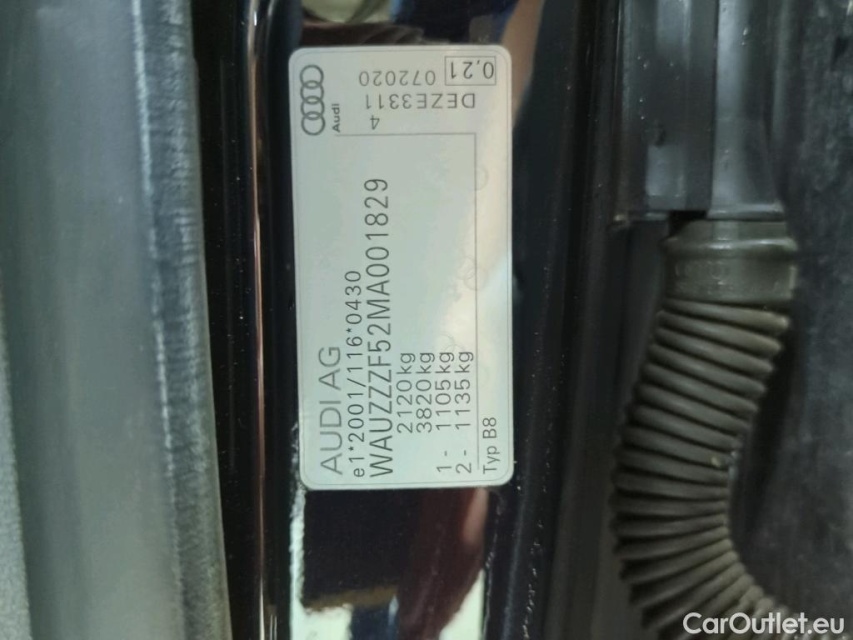 AUDI AG
e1*2001/116*0430
WAUZZZF52MA001829
2120kg
3820kg
1- 1105kg
2- 1135kg
Typ B8
Audi
4
DEZE3311
072020
0,21
CarOutlet.eu